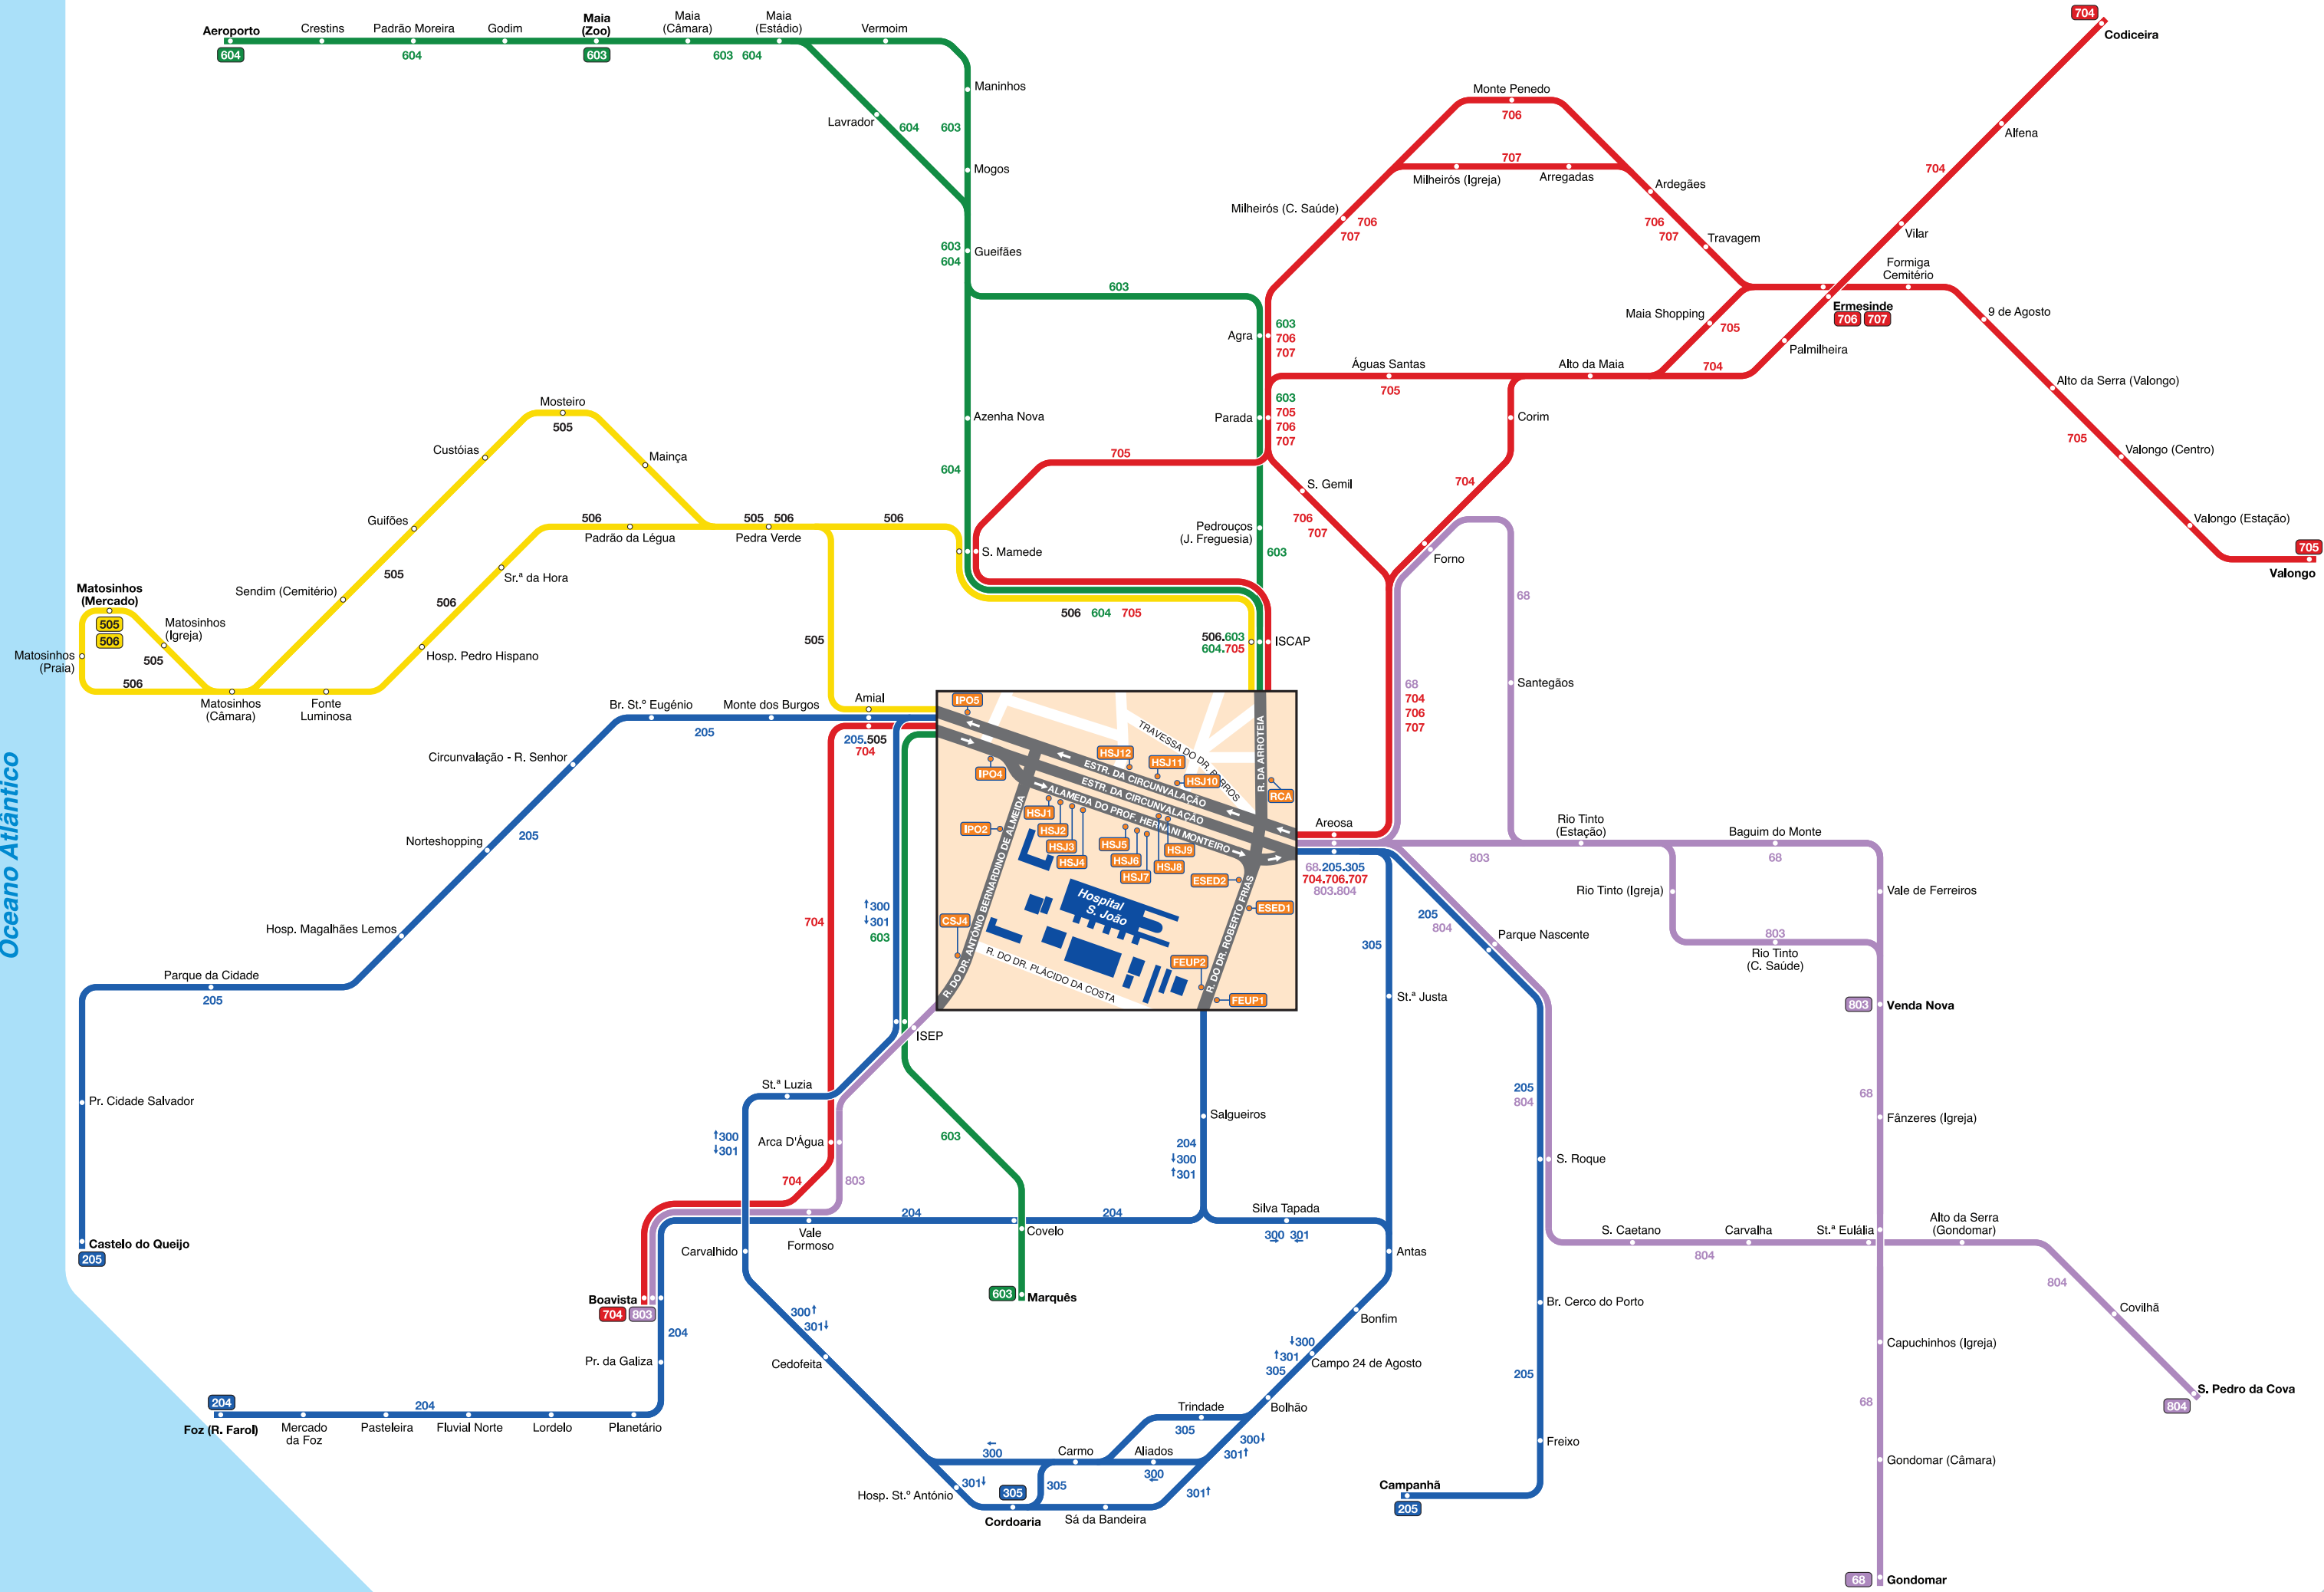 Aeroporto
604
Crestins
Padrão Moreira
604
Godim
Maia
(Zoo)
603
Maia
(Câmara)
603 604
Maia
(Estádio)
Vermoim
Maninhos
Lavrador
604
603
Mogos
603
604
Gueifães
603
Azenha Nova
604
705
S. Mamede
506 604 705
704
Codiceira
Alfena
704
Vilar
Monte Penedo
706
707
Milheirós (Igreja)
Arregadas
Ardegães
Milheirós (C. Saúde)
706
707
706
707
Travagem
Formiga
Cemitério
Ermesinde
706 707
9 de Agosto
Maia Shopping
705
Palmilheira
Agra
603
706
707
Águas Santas
705
Alto da Maia
704
Alto da Serra (Valongo)
Parada
603
705
706
707
Corim
705
Valongo (Centro)
S. Gemil
704
706
707
Valongo (Estação)
705
Valongo
Pedrouços
(J. Freguesia)
603
Forno
68
506.603
604.705
ISCAP
Santegãos
68
704
706
707
Mosteiro
505
Custóias
Mainça
Guifões
506
Padrão da Légua
505 506
Pedra Verde
506
505
Sr.ª da Hora
Sendim (Cemitério)
506
Matosinhos
(Mercado)
505
506
Matosinhos
(Igreja)
505
Matosinhos
(Praia)
506
Hosp. Pedro Hispano
505
Matosinhos
(Câmara)
Fonte
Luminosa
Oceano Atlântico
Br. St.º Eugénio
205
Monte dos Burgos
Amial
205.505
704
Circunvalação - R. Senhor
Norteshopping
205
Hosp. Magalhães Lemos
Parque da Cidade
205
Pr. Cidade Salvador
Castelo do Queijo
205
IPO5
IPO4
IPO2
HSJ12
HSJ11
HSJ10
RCA
HSJ1
HSJ2
HSJ3
HSJ4
HSJ5
HSJ6
HSJ7
HSJ8
HSJ9
ESED2
ESED1
CSJ4
FEUP2
FEUP1
TRAVESSA DO DR. BARROS
R. DA ARROTEIA
ESTR. DA CIRCUNVALAÇÃO
ESTR. DA CIRCUNVALAÇÃO
ALAMEDA DO PROF. HERNANI MONTEIRO
R. DO DR. ANTÓNIO BERNARDINO DE ALMEIDA
Hospital
S. João
R. DO DR. PLÁCIDO DA COSTA
R. DO DR. ROBERTO FRIAS
Areosa
68.205.305
704.706.707
803.804
803
Rio Tinto
(Estação)
Baguim do Monte
68
Rio Tinto (Igreja)
Vale de Ferreiros
803
Rio Tinto
(C. Saúde)
205
804
Parque Nascente
305
St.ª Justa
803
Venda Nova
68
Fânzeres (Igreja)
205
804
S. Roque
S. Caetano
804
Carvalha
St.ª Eulália
Alto da Serra
(Gondomar)
804
Covilhã
S. Pedro da Cova
804
Br. Cerco do Porto
Capuchinhos (Igreja)
205
68
Freixo
Gondomar (Câmara)
Campanhã
205
68
Gondomar
704
↑300
↓301
603
ISEP
St.ª Luzia
↑300
↓301
Arca D'Água
704
803
603
Salgueiros
204
↓300
↑301
Vale
Formoso
204
Covelo
204
Silva Tapada
300 301
→ ←
Antas
Carvalhido
603
Marquês
Boavista
704 803
204
300↑
301↓
Pr. da Galiza
Cedofeita
Bonfim
↓300
↑301
305
Campo 24 de Agosto
204
Foz (R. Farol)
Mercado
da Foz
Pasteleira
204
Fluvial Norte
Lordelo
Planetário
Trindade
305
Bolhão
←
300
Carmo
Aliados
300
←
300↓
301↑
Hosp. St.º António
301↓
305
305
301↑
Cordoaria
Sá da Bandeira